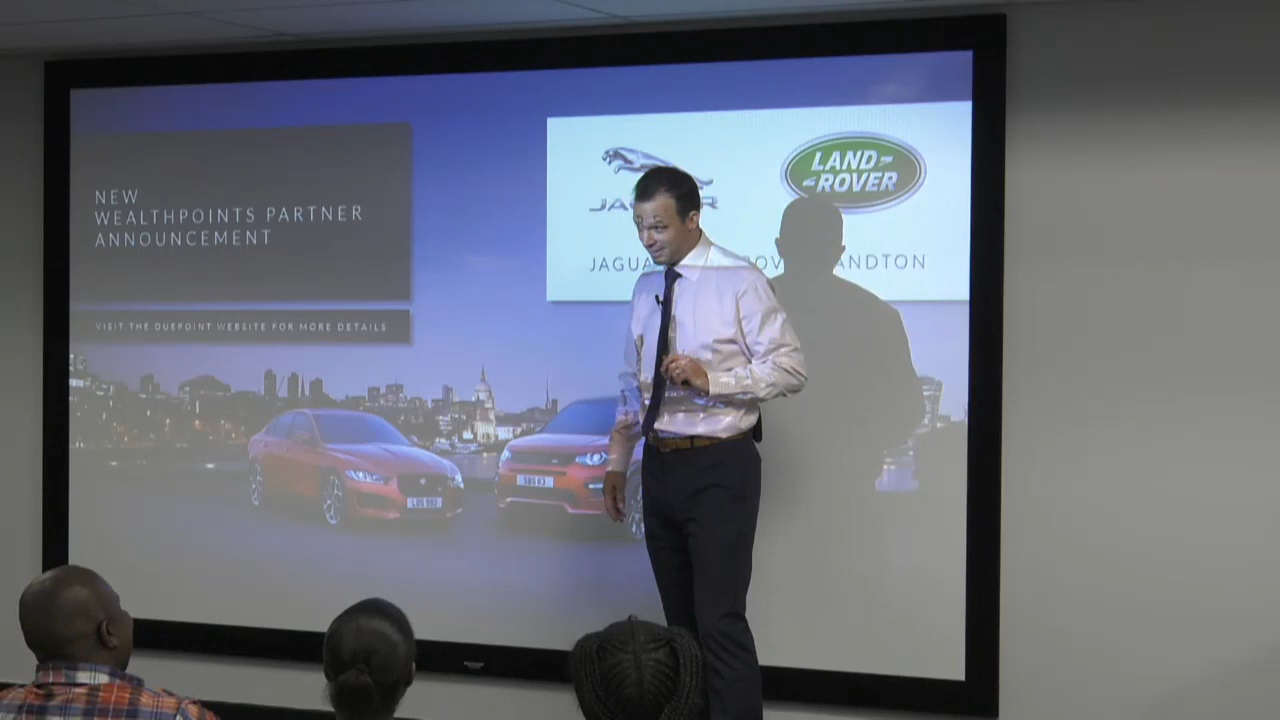 NEW
WEALTHPOINTS PARTNER
ANNOUNCEMENT
VISIT THE DUEPOINT WEBSITE FOR MORE DETAILS
LAND-
-ROVER